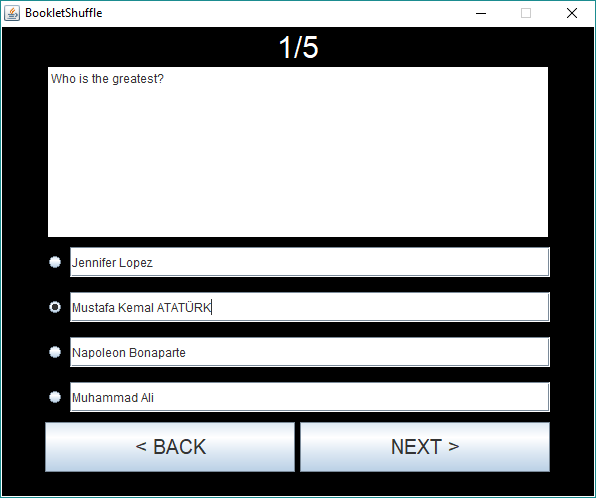 BookletShuffle
1/5
Who is the greatest?
Jennifer Lopez
Mustafa Kemal ATATÜRK
Napoleon Bonaparte
Muhammad Ali
< BACK
NEXT >